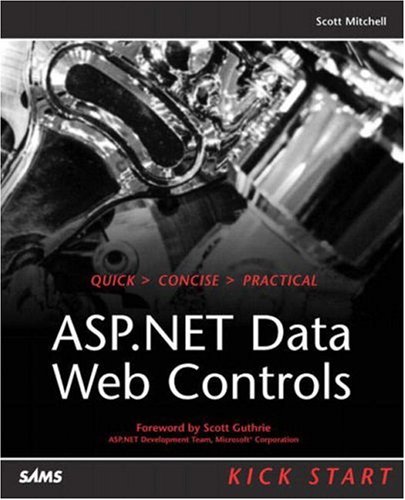 Scott Mitchell
QUICK > CONCISE > PRACTICAL
ASP.NET Data
Web Controls
Foreword by Scott Guthrie
ASP.NET Development Team, Microsoft® Corporation
SAMS
KICK START